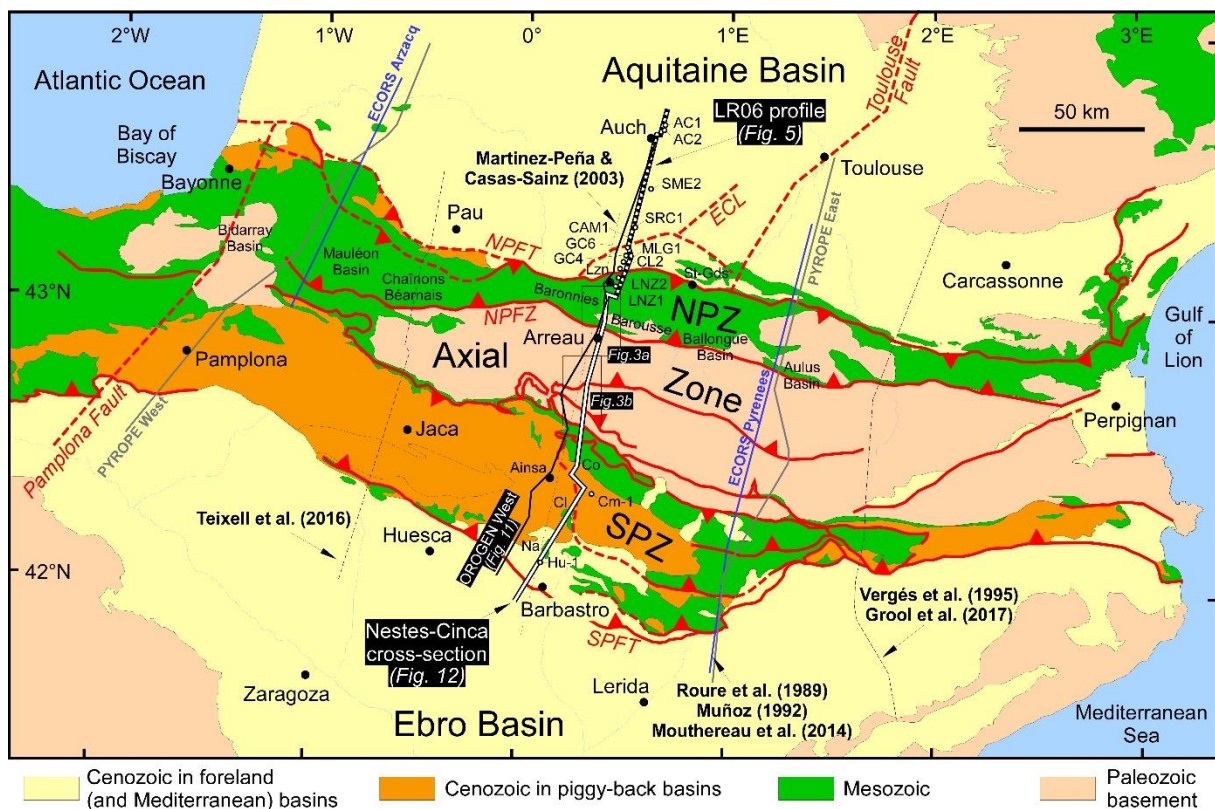 2°W
1°W
0°
1°E
2°E
3°E
Atlantic Ocean
Bay of
Biscay
Bayonne
ECORS Arzacq
Aquitaine Basin
Toulouse
Fault
50 km
LR06 profile
(Fig. 5)
Auch
AC1
AC2
Martinez-Peña &
Casas-Sainz (2003)
Toulouse
SME2
ECL
PYROPE East
Pau
SRC1
CAM1
GC6
GC4
MLG1
CL2
Lzn
NPFT
St-Gds
Bidarray
Basin
Mauléon
Basin
Chaînons
Béarnais
Baronnies
LNZ2
LNZ1
Carcassonne
43°N
NPFZ
NPZ
Gulf
of
Lion
Barousse
Arreau
Ballongue
Basin
Pamplona
Axial
Zone
Fig.3a
Fig.3b
Aulus
Basin
Perpignan
Pamplona Fault
PYROPE West
Jaca
ECORS Pyrenees
Ainsa
Co
Cl
Cm-1
Teixell et al. (2016)
Huesca
OROGEN West
(Fig. 11)
SPZ
Na
Hu-1
42°N
Barbastro
Vergés et al. (1995)
Grool et al. (2017)
Nestes-Cinca
cross-section
(Fig. 12)
SPFT
Zaragoza
Lerida
Roure et al. (1989)
Muñoz (1992)
Mouthereau et al. (2014)
Ebro Basin
Mediterranean
Sea
Cenozoic in foreland
(and Mediterranean) basins
Cenozoic in piggy-back basins
Mesozoic
Paleozoic
basement